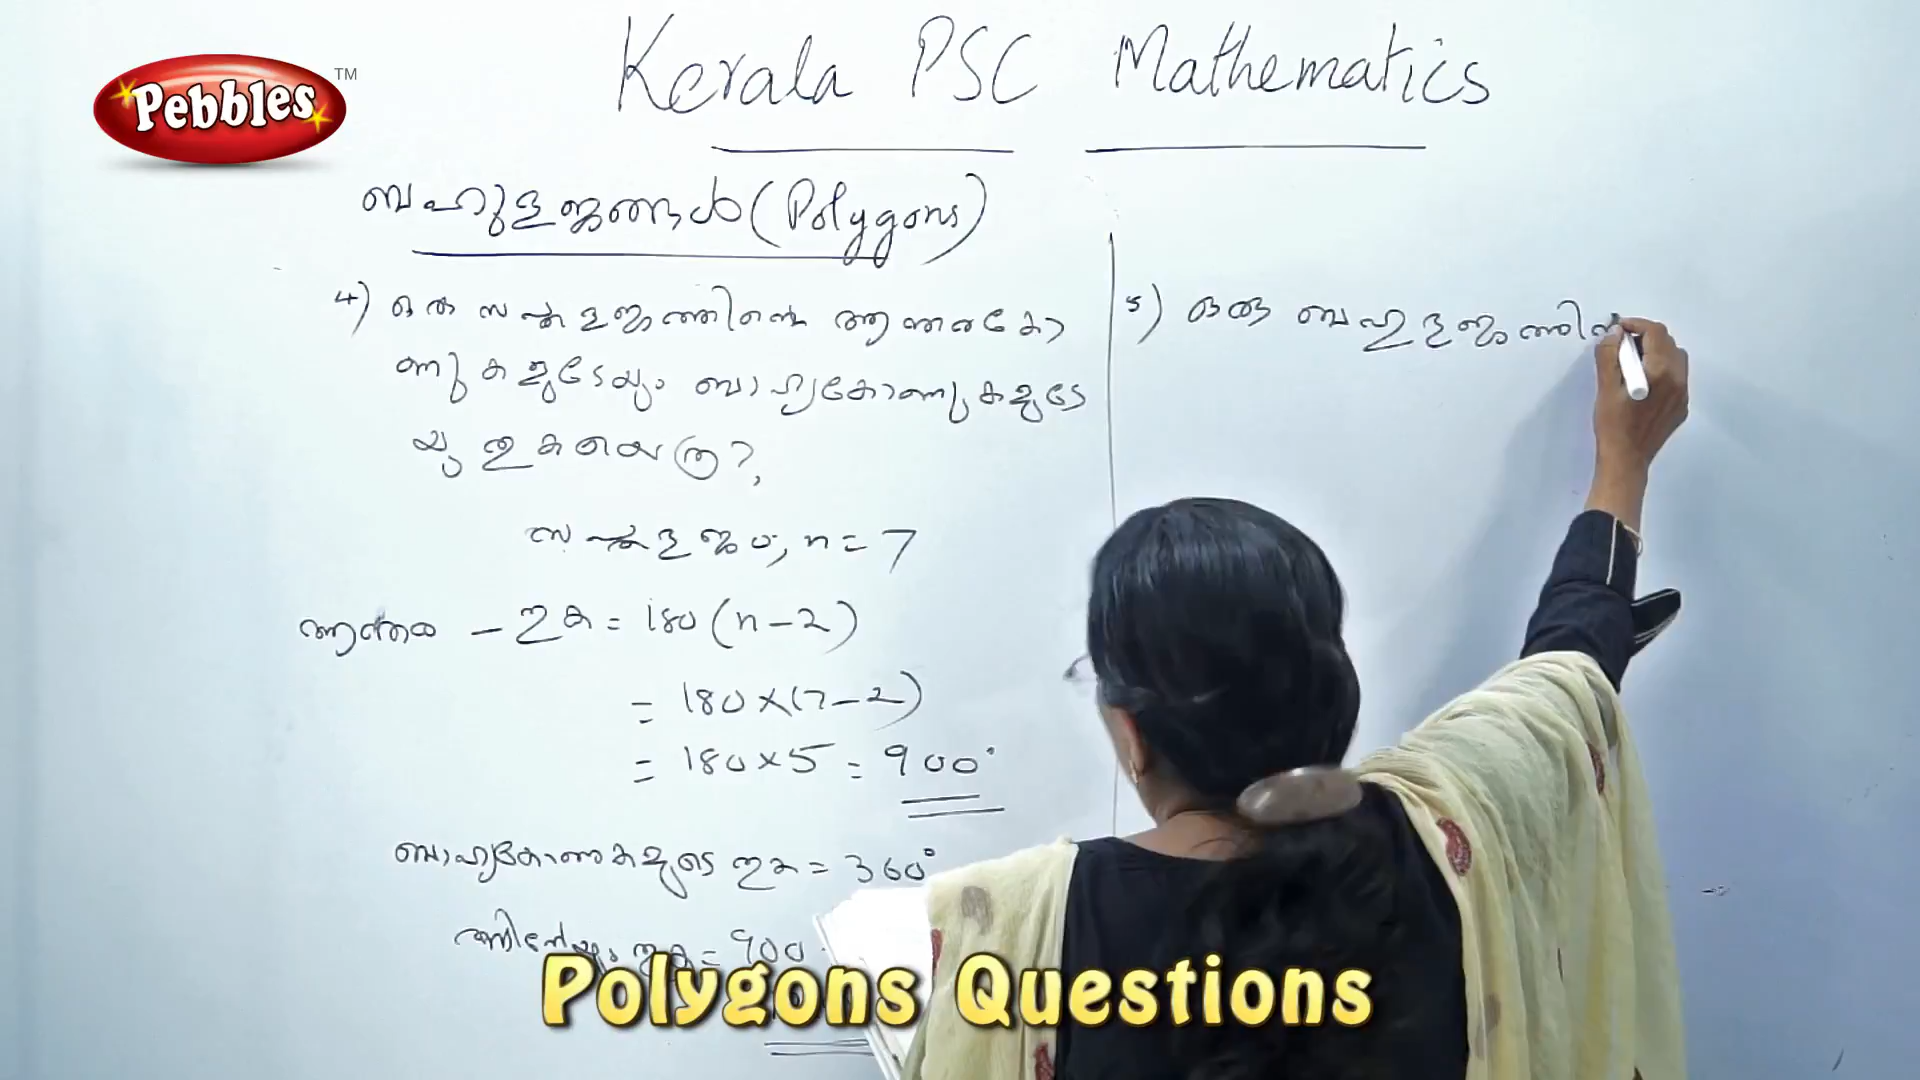 Pebbles TM
Kerala PSC Mathematics
ബഹുഭുജങ്ങൾ (Polygons)
4) ഒരു സപ്തഭുജത്തിന്റെ ആന്തരകോ
ണുകളുടേയും ബാഹ്യകോണുകളുടേ
യു തുകയെത്ര?
സപ്തഭുജം, n = 7
ആന്തര - തുക = 180 (n-2)
= 180 × (7-2)
= 180 × 5 = 900°
ബാഹ്യകോണുകളുടെ തുക = 360°
തുക = 900
5) ഒരു ബഹുഭുജത്തിന്
Polygons Questions